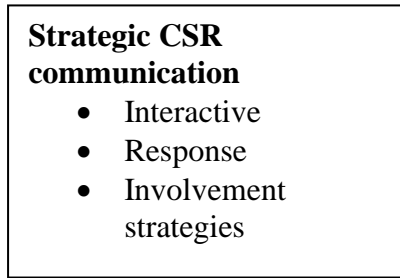 Strategic CSR
communication
• Interactive
• Response
• Involvement
strategies